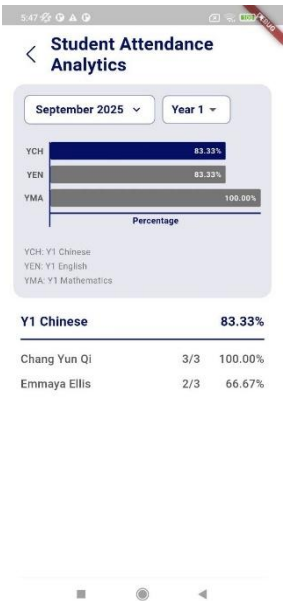 5:47
Student Attendance
Analytics
September 2025
Year 1
YCH 83.33%
YEN 83.33%
YMA 100.00%
Percentage
YCH: Y1 Chinese
YEN: Y1 English
YMA: Y1 Mathematics
Y1 Chinese 83.33%
Chang Yun Qi 3/3 100.00%
Emmaya Ellis 2/3 66.67%